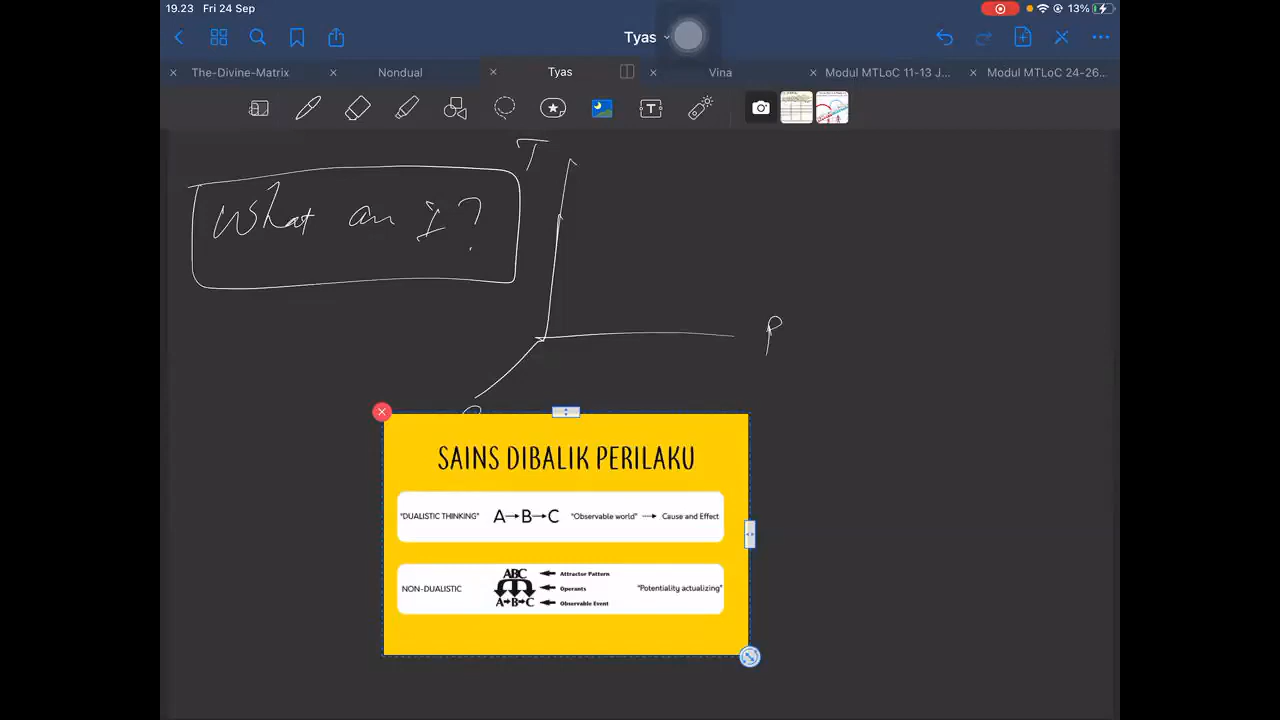 19.23 Fri 24 Sep
13%
Tyas
The-Divine-Matrix
Nondual
Tyas
Vina
Modul MTLoC 11-13 J...
Modul MTLoC 24-26...
T
What am I?
P
SAINS DIBALIK PERILAKU
"DUALISTIC THINKING" A→B→C "Observable world" → Cause and Effect
NON-DUALISTIC
ABC ← Attractor Pattern
← Operants
A→B→C ← Observable Event
"Potentiality actualizing"